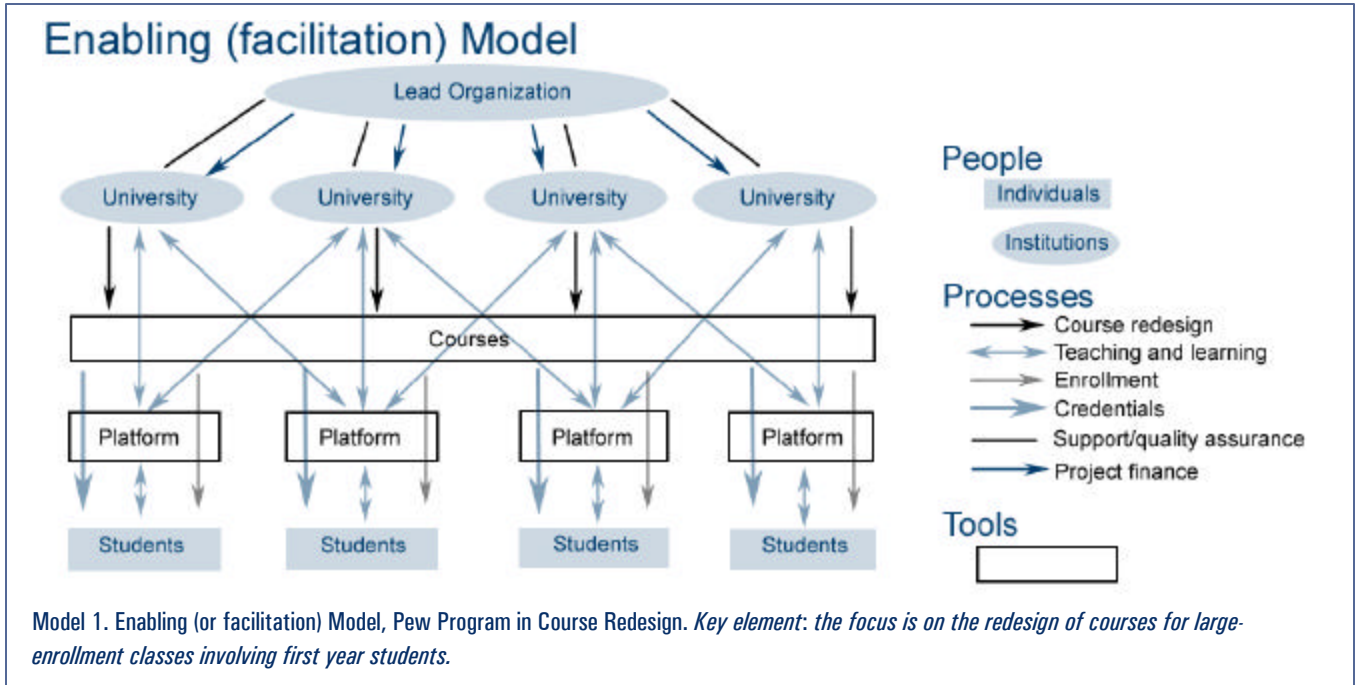 Enabling (facilitation) Model
Lead Organization
University University University University
Courses
Platform Platform Platform Platform
Students Students Students Students
People
Individuals
Institutions
Processes
Course redesign
Teaching and learning
Enrollment
Credentials
Support/quality assurance
Project finance
Tools
Model 1. Enabling (or facilitation) Model, Pew Program in Course Redesign. Key element: the focus is on the redesign of courses for large-
enrollment classes involving first year students.